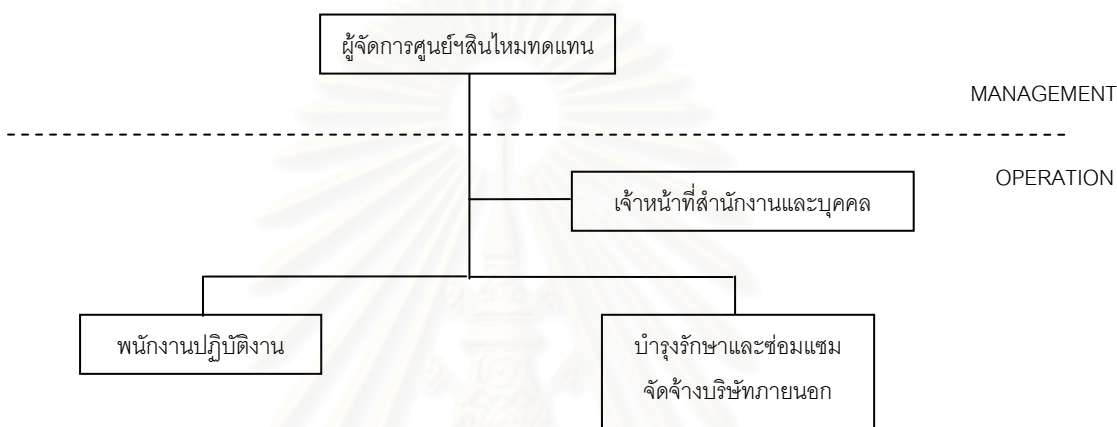 ผู้จัดการศูนย์ฯสินไหมทดแทน
MANAGEMENT
OPERATION
เจ้าหน้าที่สำนักงานและบุคคล
พนักงานปฏิบัติงาน
บำรุงรักษาและซ่อมแซม
จัดจ้างบริษัทภายนอก